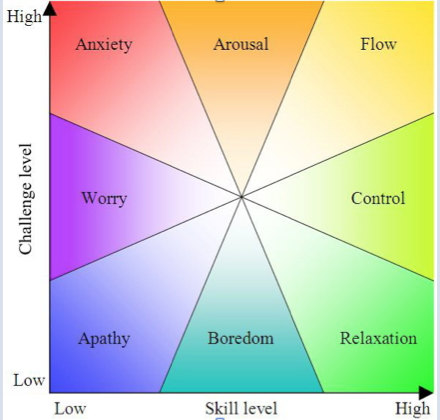 High
Anxiety
Arousal
Flow
Challenge level
Worry
Control
Apathy
Boredom
Relaxation
Low
Low
Skill level
High